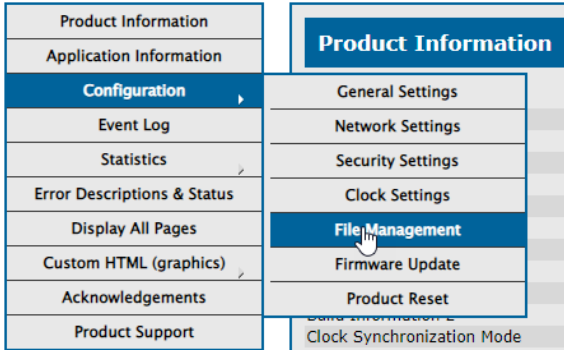 Product Information
Application Information
Configuration
Event Log
Statistics
Error Descriptions & Status
Display All Pages
Custom HTML (graphics)
Acknowledgements
Product Support
General Settings
Network Settings
Security Settings
Clock Settings
File Management
Firmware Update
Product Reset
Product Information
Build Information 2
Clock Synchronization Mode